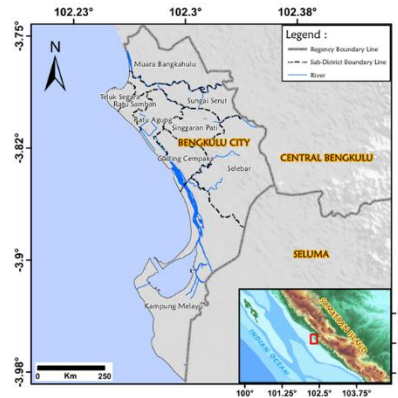 102.23 102.3 102.38
-3.75°
N
Legend :
Regency Boundary Line
Sub-District Boundary Line
River
Muara Bangkahulu
Teluk Segara
Ratu Samban
Sungai Serut
Ratu Agung
Singgaran Pati
-3.82°
BENGKULU CITY
CENTRAL BENGKULU
Gading Cempaka
Selebar
-3.9°
SELUMA
Kampung Melayu
SUMATRAN ISLAND
INDIAN OCEAN
0 250
Km
-3.98°
100° 101.25° 102.5° 103.75°